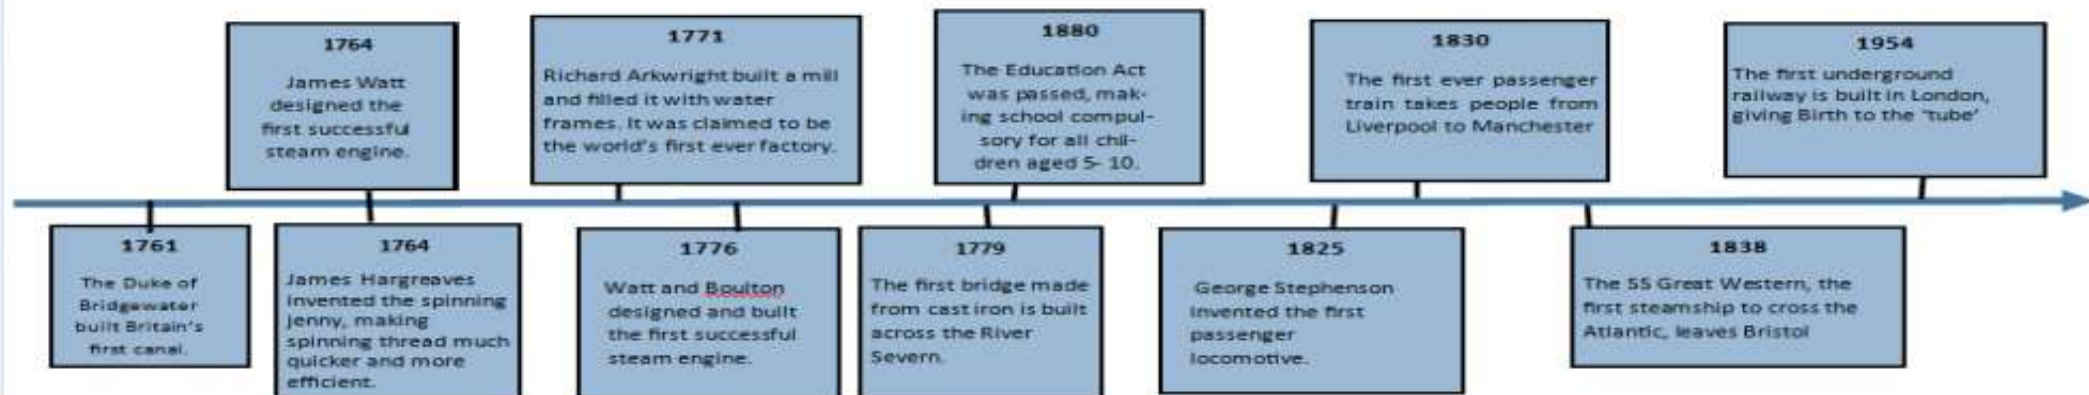 1764
James Watt
designed the
first successful
steam engine.
1771
Richard Arkwright built a mill
and filled it with water
frames. It was claimed to be
the world's first ever factory.
1880
The Education Act
was passed, mak-
ing school compul-
sory for all chil-
dren aged 5- 10.
1830
The first ever passenger
train takes people from
Liverpool to Manchester
1954
The first underground
railway is built in London,
giving Birth to the 'tube'
1761
The Duke of
Bridgewater
built Britain's
first canal.
1764
James Hargreaves
invented the spinning
jenny, making
spinning thread much
quicker and more
efficient.
1776
Watt and Boulton
designed and built
the first successful
steam engine.
1779
The first bridge made
from cast iron is built
across the River
Severn.
1825
George Stephenson
invented the first
passenger
locomotive.
1838
The SS Great Western, the
first steamship to cross the
Atlantic, leaves Bristol